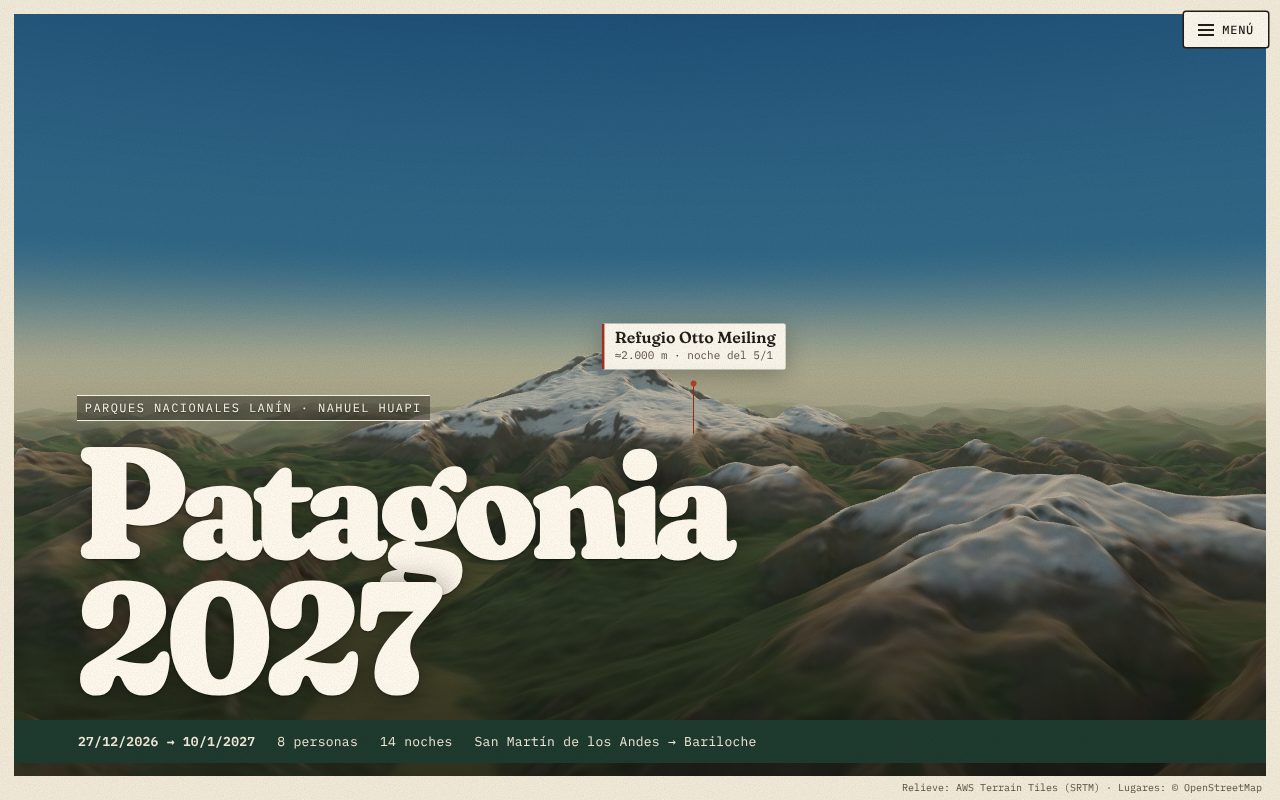 MENÚ
Refugio Otto Meiling
≈2.000 m · noche del 5/1
PARQUES NACIONALES LANÍN · NAHUEL HUAPI
Patagonia
2027
27/12/2026 → 10/1/2027 8 personas 14 noches San Martín de los Andes → Bariloche
Relieve: AWS Terrain Tiles (SRTM) · Lugares: © OpenStreetMap